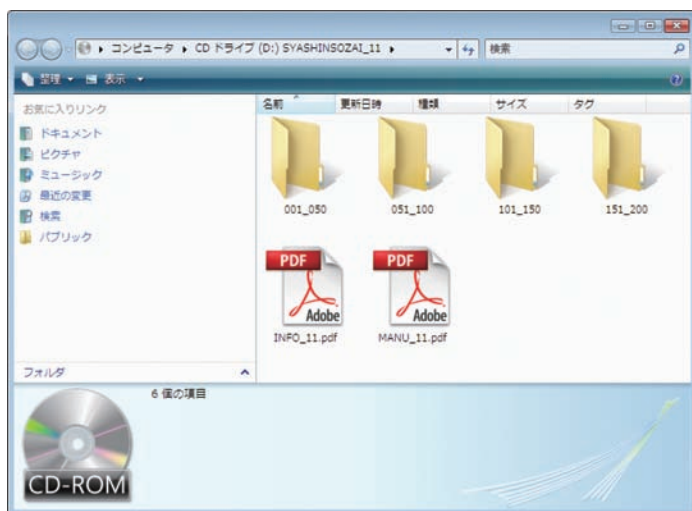 コンピュータ ▸ CD ドライブ (D:) SYASHINSOZAI_11 ▸
検索
整理
表示
お気に入りリンク
ドキュメント
ピクチャ
ミュージック
最近の変更
検索
パブリック
フォルダ
名前 更新日時 種類 サイズ タグ
001_050 051_100 101_150 151_200
PDF PDF
Adobe Adobe
INFO_11.pdf MANU_11.pdf
6 個の項目
CD-ROM